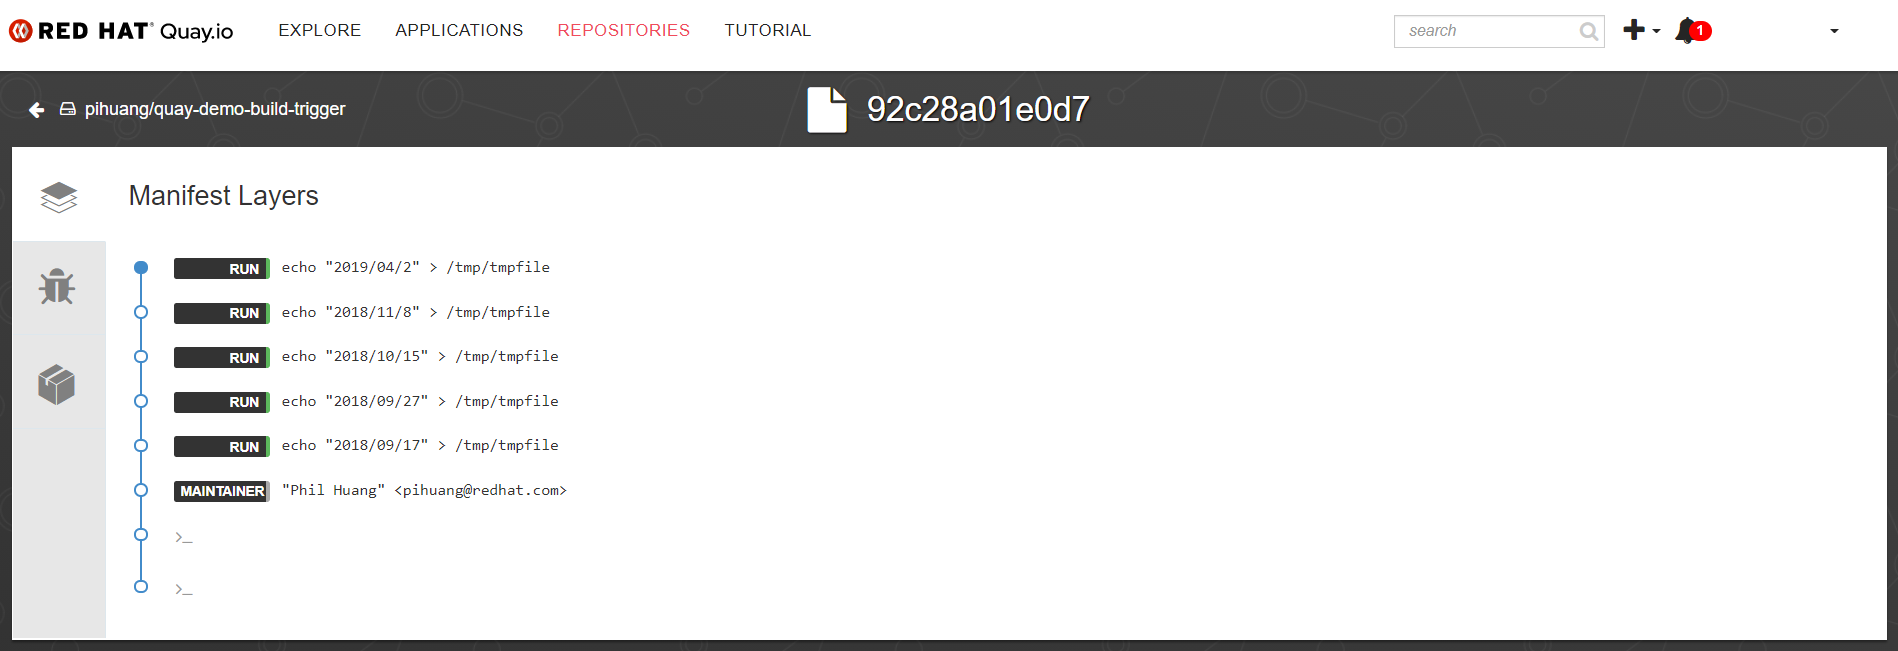 RED HAT Quay.io EXPLORE APPLICATIONS REPOSITORIES TUTORIAL search 1
pihuang/quay-demo-build-trigger 92c28a01e0d7
Manifest Layers
RUN echo "2019/04/2" > /tmp/tmpfile
RUN echo "2018/11/8" > /tmp/tmpfile
RUN echo "2018/10/15" > /tmp/tmpfile
RUN echo "2018/09/27" > /tmp/tmpfile
RUN echo "2018/09/17" > /tmp/tmpfile
MAINTAINER "Phil Huang" <pihuang@redhat.com>
>_
>_